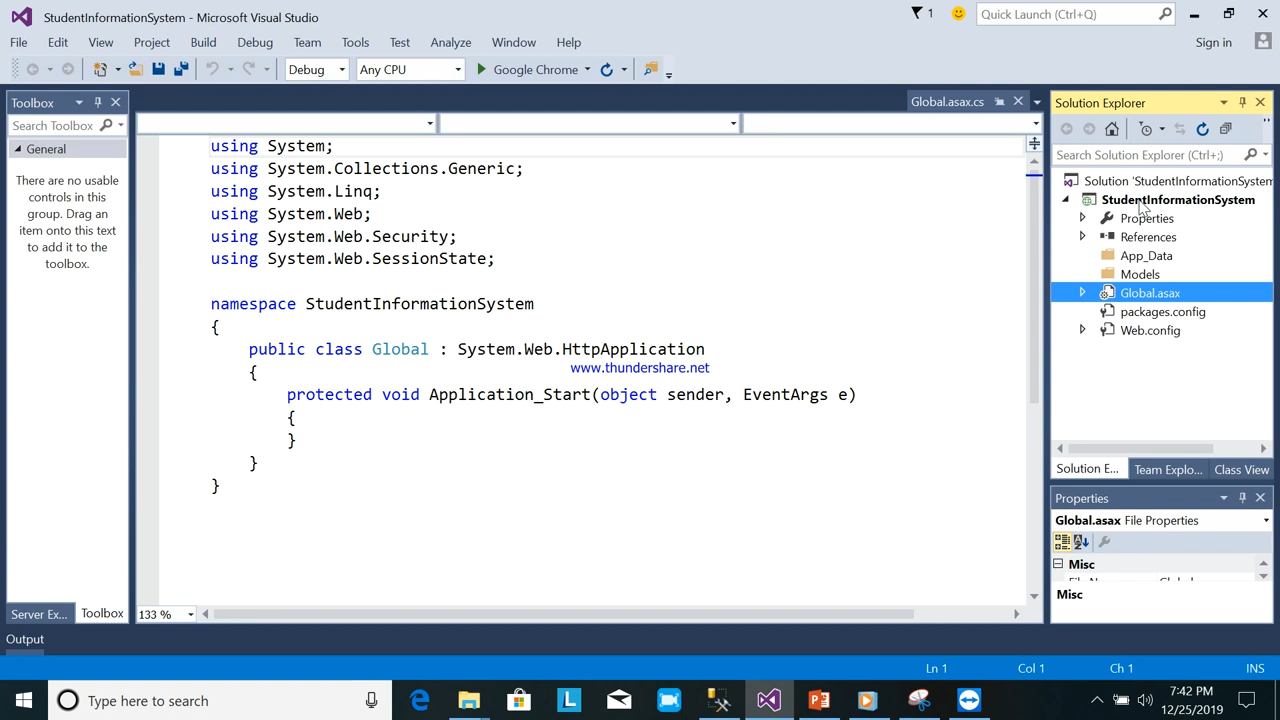 StudentInformationSystem - Microsoft Visual Studio
1
Quick Launch (Ctrl+Q)
File Edit View Project Build Debug Team Tools Test Analyze Window Help
Sign in
Debug Any CPU Google Chrome
Toolbox
Search Toolbox
General
There are no usable
controls in this
group. Drag an
item onto this text
to add it to the
toolbox.
Server Ex... Toolbox
Global.asax.cs
using System;
using System.Collections.Generic;
using System.Linq;
using System.Web;
using System.Web.Security;
using System.Web.SessionState;
namespace StudentInformationSystem
{
public class Global : System.Web.HttpApplication
www.thundershare.net
{
protected void Application_Start(object sender, EventArgs e)
{
}
}
}
133 %
Solution Explorer
Search Solution Explorer (Ctrl+;)
Solution 'StudentInformationSystem
StudentInformationSystem
Properties
References
App_Data
Models
Global.asax
packages.config
Web.config
Solution E... Team Explo... Class View
Properties
Global.asax File Properties
Misc
Misc
Output
Ln 1 Col 1 Ch 1 INS
Type here to search
7:42 PM
12/25/2019